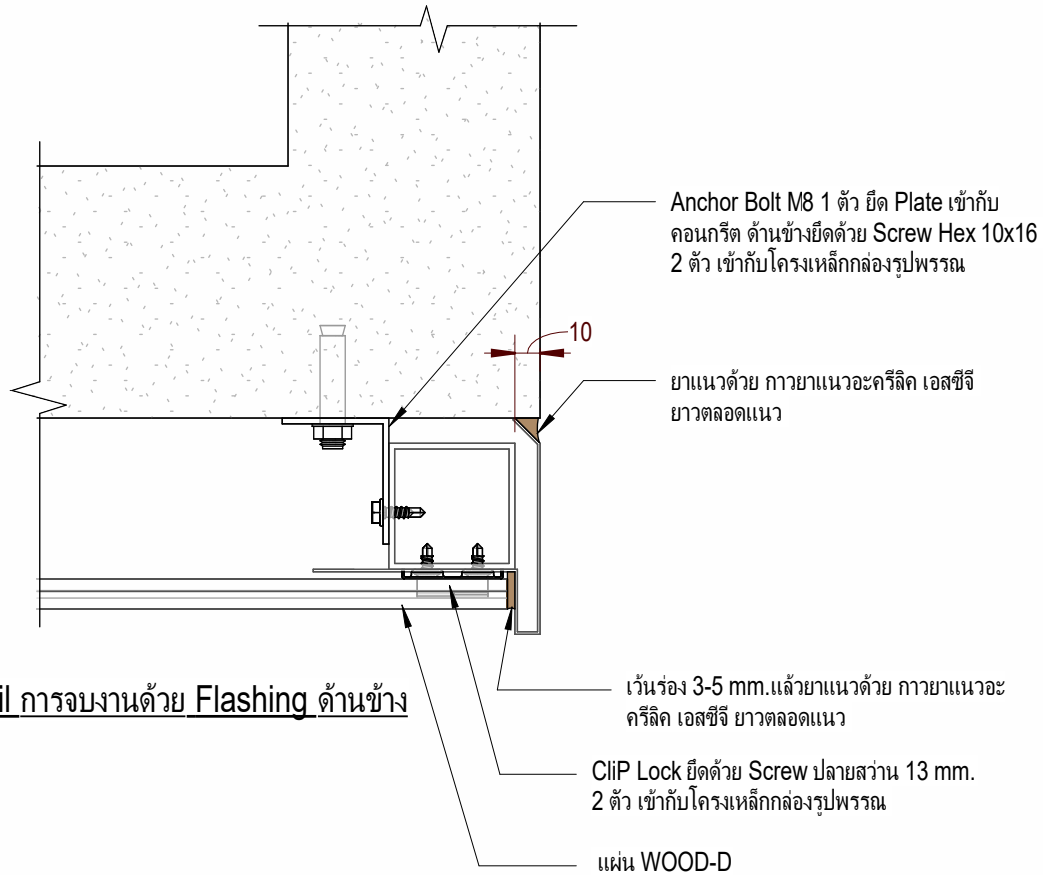 Anchor Bolt M8 1 ตัว ยึด Plate เข้ากับ
คอนกรีต ด้านข้างยึดด้วย Screw Hex 10x16
2 ตัว เข้ากับโครงเหล็กกล่องรูปพรรณ
10
ยาแนวด้วย กาวยาแนวอะครีลิค เอสซีจี
ยาวตลอดแนว
il การจบงานด้วย Flashing ด้านข้าง
เว้นร่อง 3-5 mm.แล้วยาแนวด้วย กาวยาแนวอะ
ครีลิค เอสซีจี ยาวตลอดแนว
CliP Lock ยึดด้วย Screw ปลายสว่าน 13 mm.
2 ตัว เข้ากับโครงเหล็กกล่องรูปพรรณ
แผ่น WOOD-D